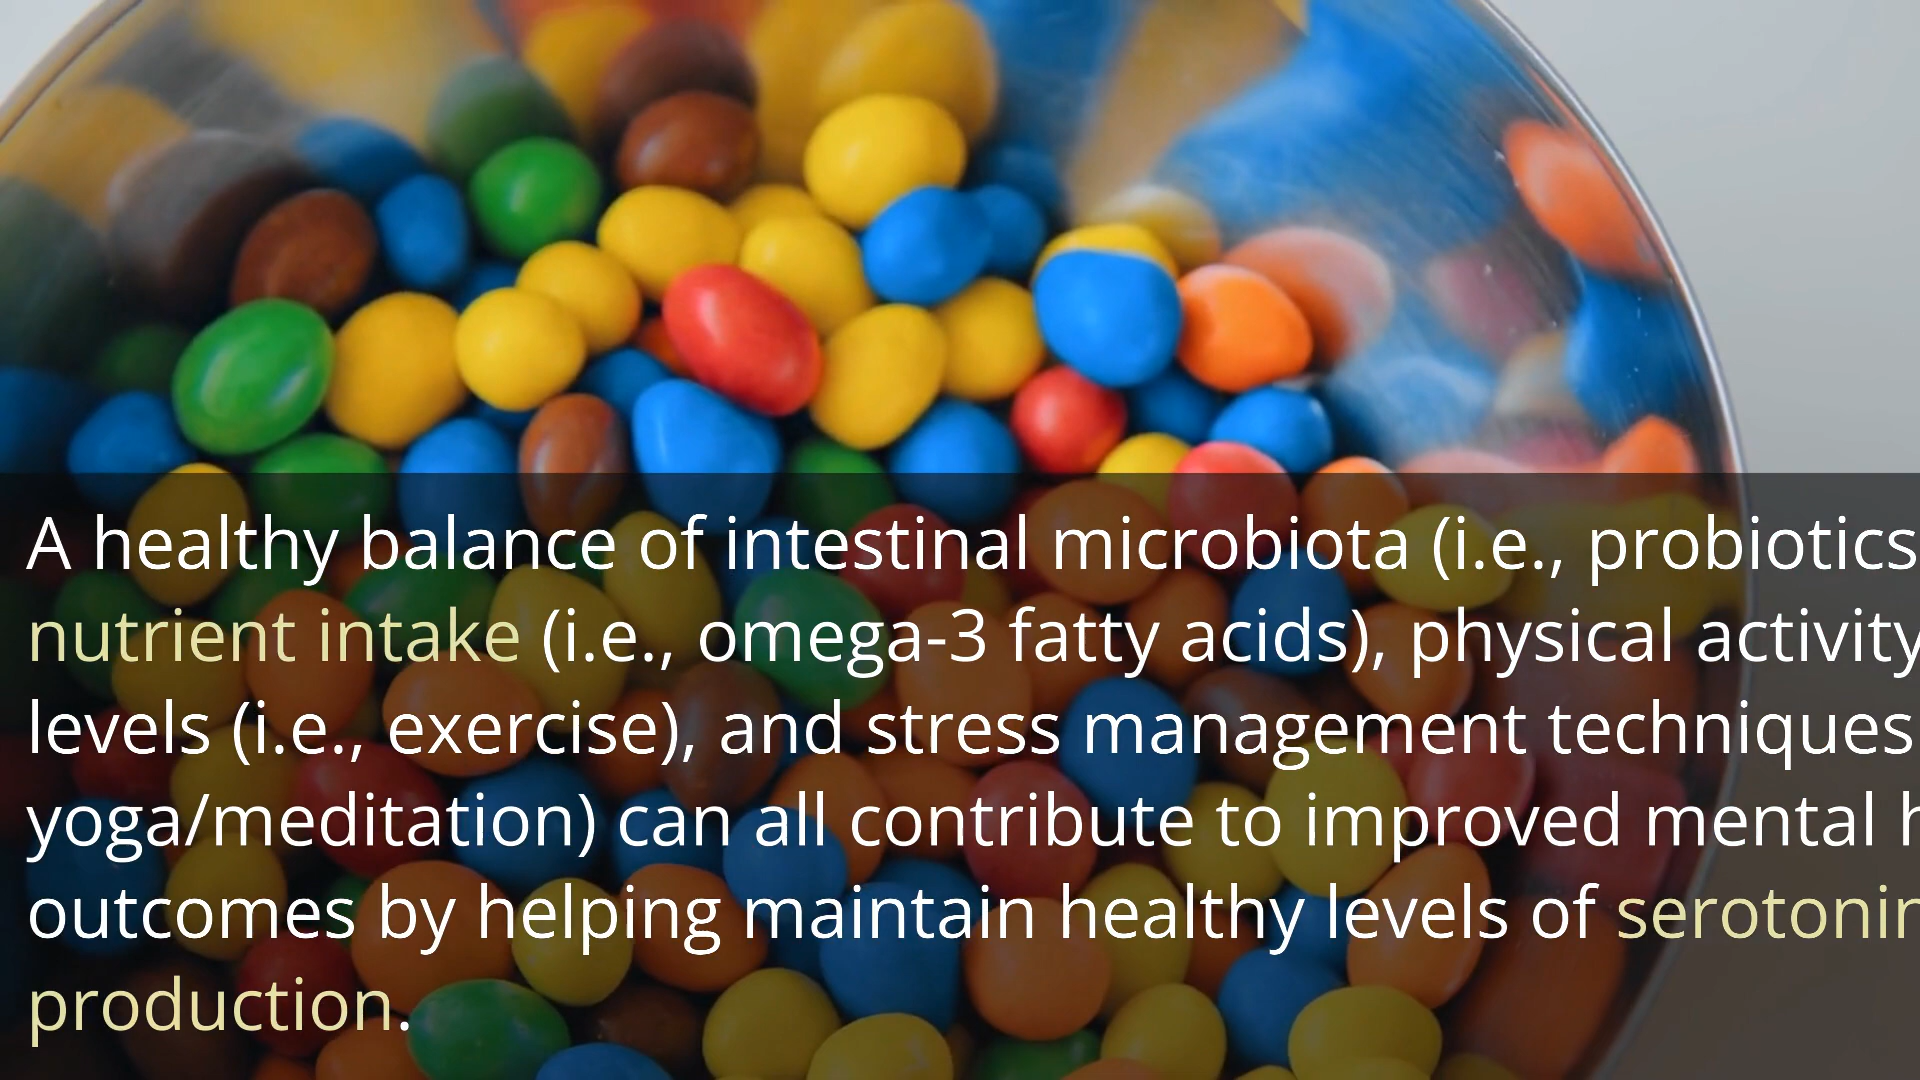 A healthy balance of intestinal microbiota (i.e., probiotics
nutrient intake (i.e., omega-3 fatty acids), physical activity
levels (i.e., exercise), and stress management techniques
yoga/meditation) can all contribute to improved mental
outcomes by helping maintain healthy levels of
production.